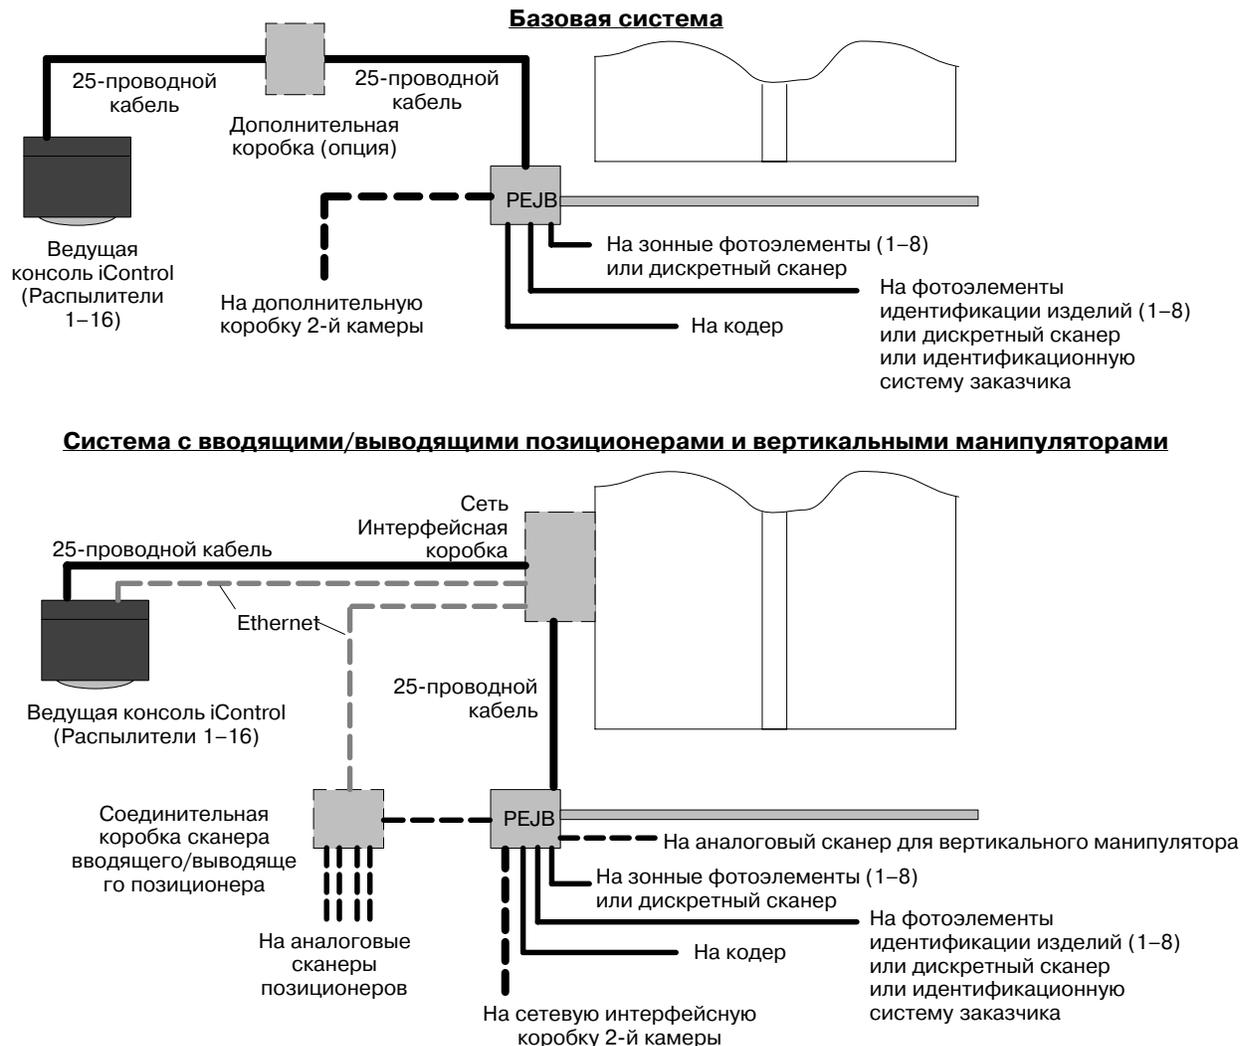 Базовая система
25-проводной
кабель
25-проводной
кабель
Дополнительная
коробка (опция)
PEJB
Ведущая
консоль iControl
(Распылители
1–16)
На дополнительную
коробку 2-й камеры
На зонные фотоэлементы (1–8)
или дискретный сканер
На кодер
На фотоэлементы
идентификации изделий (1–8)
или дискретный сканер
или идентификационную
систему заказчика
Система с вводящими/выводящими позиционерами и вертикальными манипуляторами
Сеть
Интерфейсная
коробка
25-проводной кабель
Ethernet
25-проводной
кабель
Ведущая консоль iControl
(Распылители 1–16)
Соединительная
коробка сканера
вводящего/выводяще
го позиционера
PEJB
На аналоговый сканер для вертикального манипулятора
На зонные фотоэлементы (1–8)
или дискретный сканер
На фотоэлементы
идентификации изделий (1–8)
или дискретный сканер
или идентификационную
систему заказчика
На кодер
На аналоговые
сканеры
позиционеров
На сетевую интерфейсную
коробку 2-й камеры